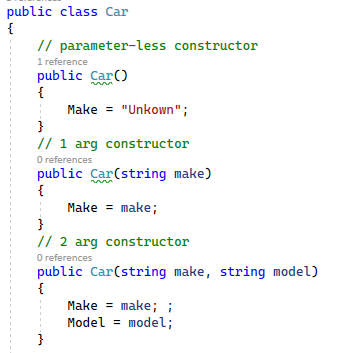 public class Car
{
// parameter-less constructor
1 reference
public Car()
{
Make = "Unkown";
}
// 1 arg constructor
0 references
public Car(string make)
{
Make = make;
}
// 2 arg constructor
0 references
public Car(string make, string model)
{
Make = make; ;
Model = model;
}